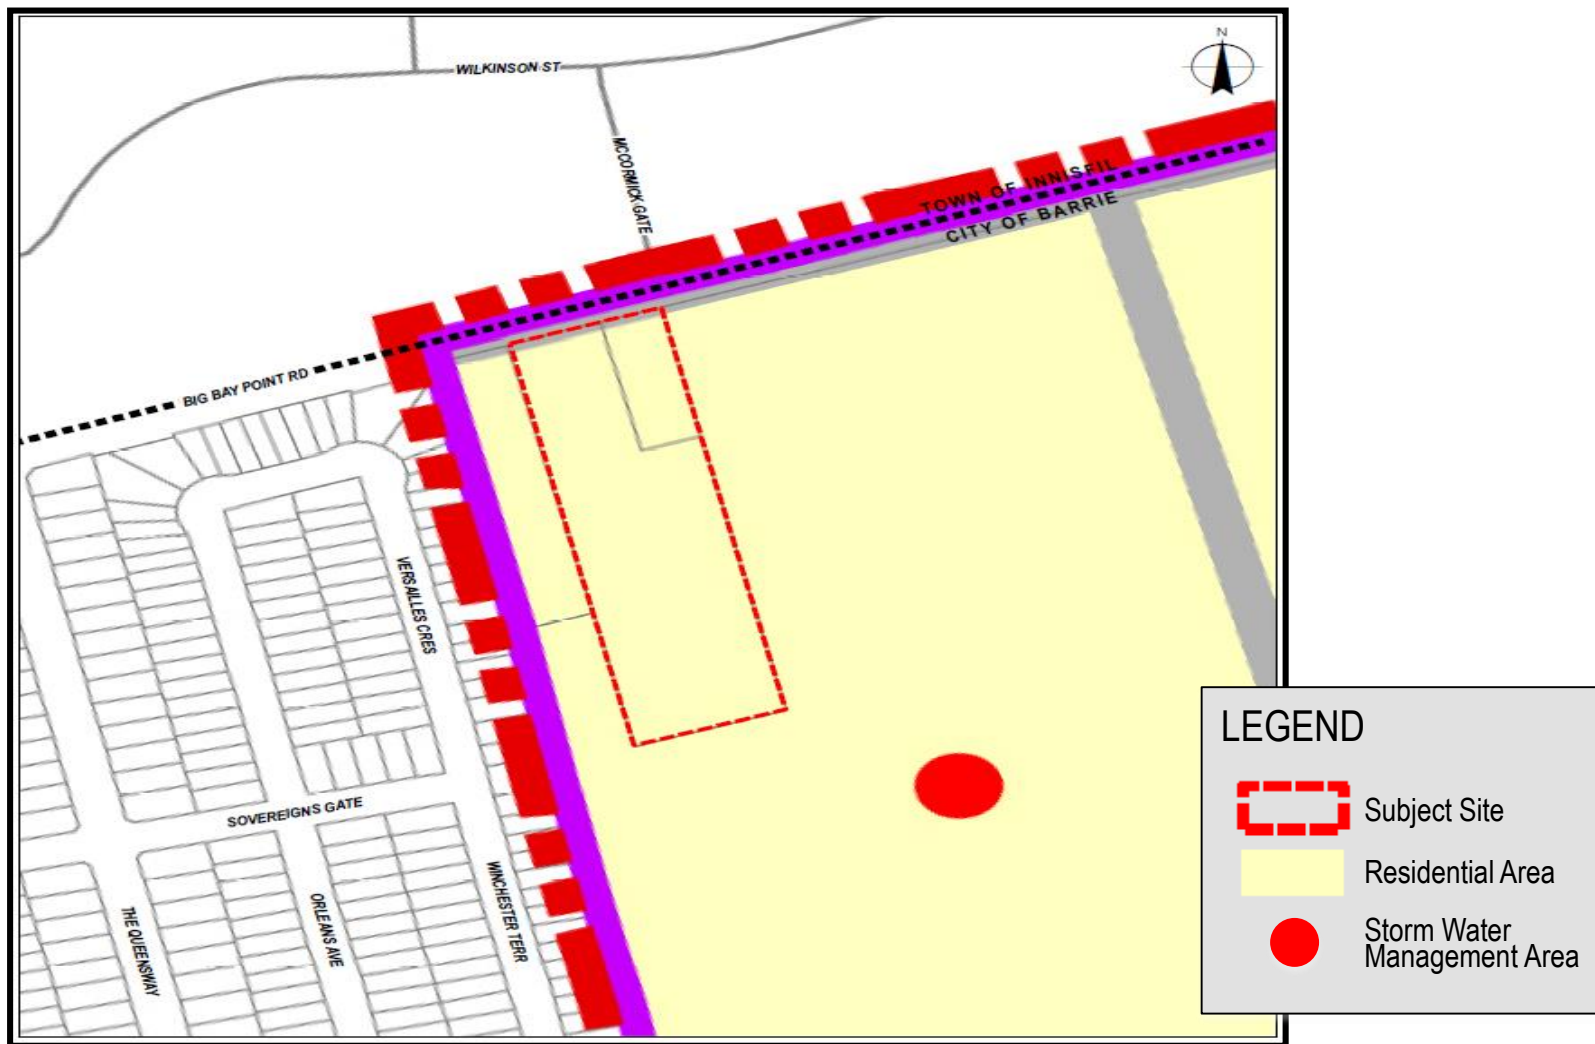 N
WILKINSON ST
MCCORMICK GATE
TOWN OF INNISFIL
CITY OF BARRIE
BIG BAY POINT RD
VERSAILLES CRES
SOVEREIGNS GATE
WINCHESTER TERR
ORLEANS AVE
THE QUEENSWAY
LEGEND
Subject Site
Residential Area
Storm Water
Management Area